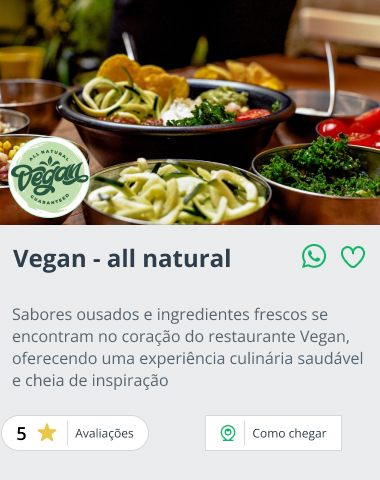 ALL NATURAL
Vegan
GUARANTEED
Vegan - all natural
Sabores ousados e ingredientes frescos se
encontram no coração do restaurante Vegan,
oferecendo uma experiência culinária saudável
e cheia de inspiração
5 Avaliações
Como chegar